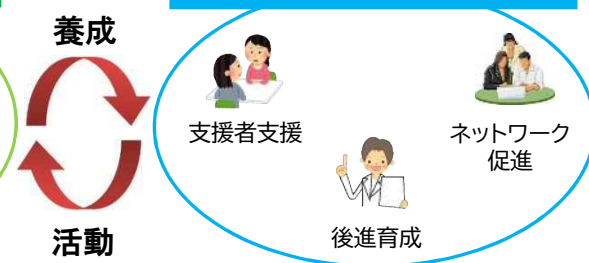 養成
支援者支援
ネットワーク
促進
後進育成
活動